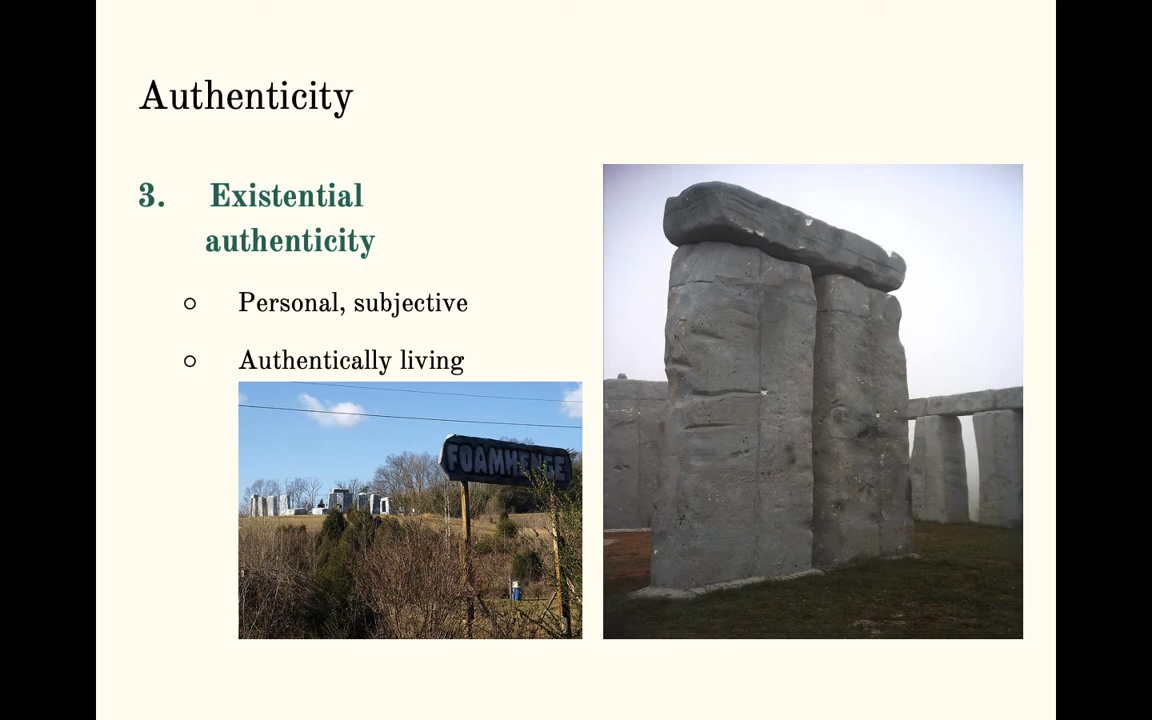 Authenticity
3. Existential
authenticity
○ Personal, subjective
○ Authentically living
FOAMHENGE